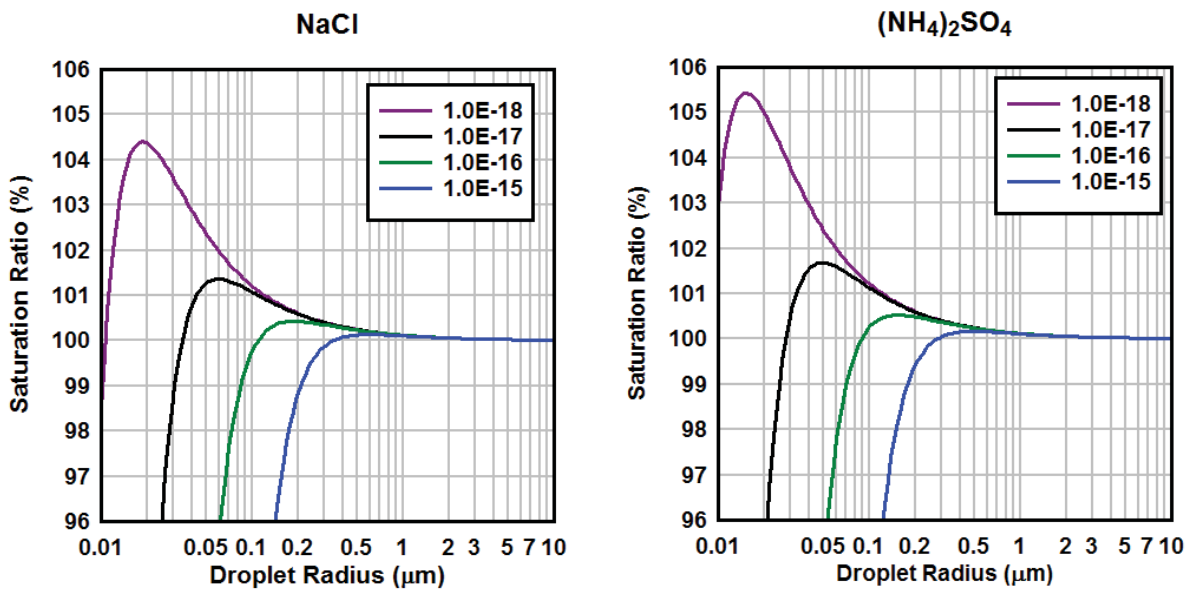 NaCl
106
105
104
103
102
101
100
99
98
97
96
Saturation Ratio (%)
1.0E-18
1.0E-17
1.0E-16
1.0E-15
0.01 0.05 0.1 0.2 0.5 1 2 3 5 7 10
Droplet Radius (μm)
(NH₄)₂SO₄
106
105
104
103
102
101
100
99
98
97
96
Saturation Ratio (%)
1.0E-18
1.0E-17
1.0E-16
1.0E-15
0.01 0.05 0.1 0.2 0.5 1 2 3 5 7 10
Droplet Radius (μm)